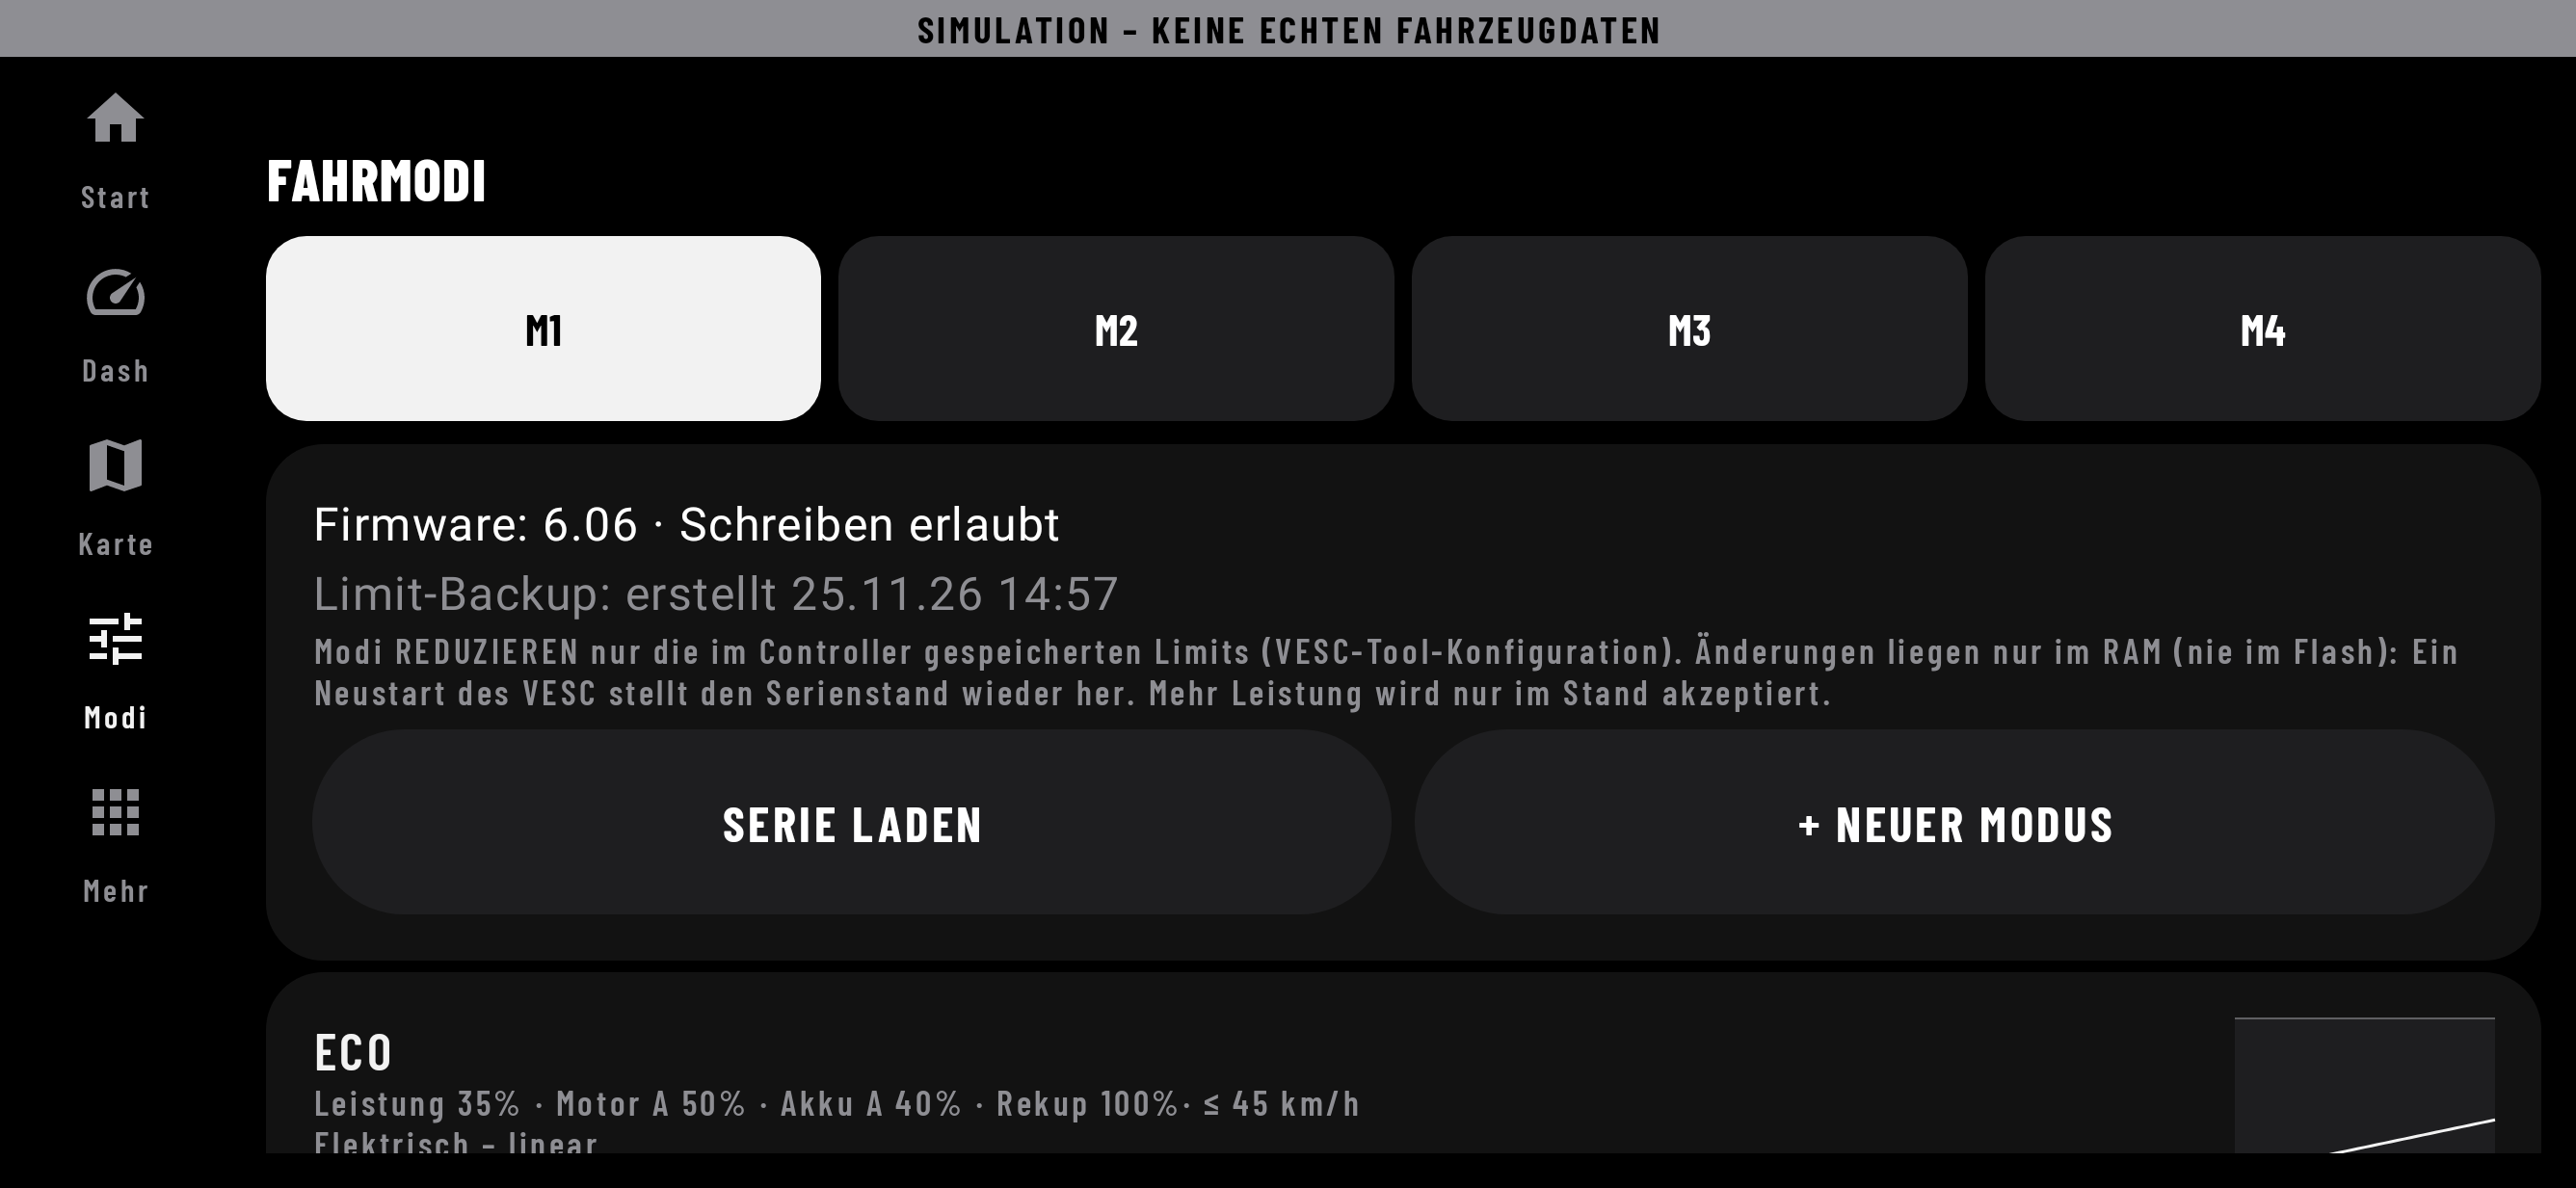 SIMULATION – KEINE ECHTEN FAHRZEUGDATEN
Start
Dash
Karte
Modi
Mehr
FAHRMODI
M1
M2
M3
M4
Firmware: 6.06 · Schreiben erlaubt
Limit-Backup: erstellt 25.11.26 14:57
Modi REDUZIEREN nur die im Controller gespeicherten Limits (VESC-Tool-Konfiguration). Änderungen liegen nur im RAM (nie im Flash): Ein
Neustart des VESC stellt den Serienstand wieder her. Mehr Leistung wird nur im Stand akzeptiert.
SERIE LADEN
+ NEUER MODUS
ECO
Leistung 35% · Motor A 50% · Akku A 40% · Rekup 100%· ≤ 45 km/h
Elektrisch – linear